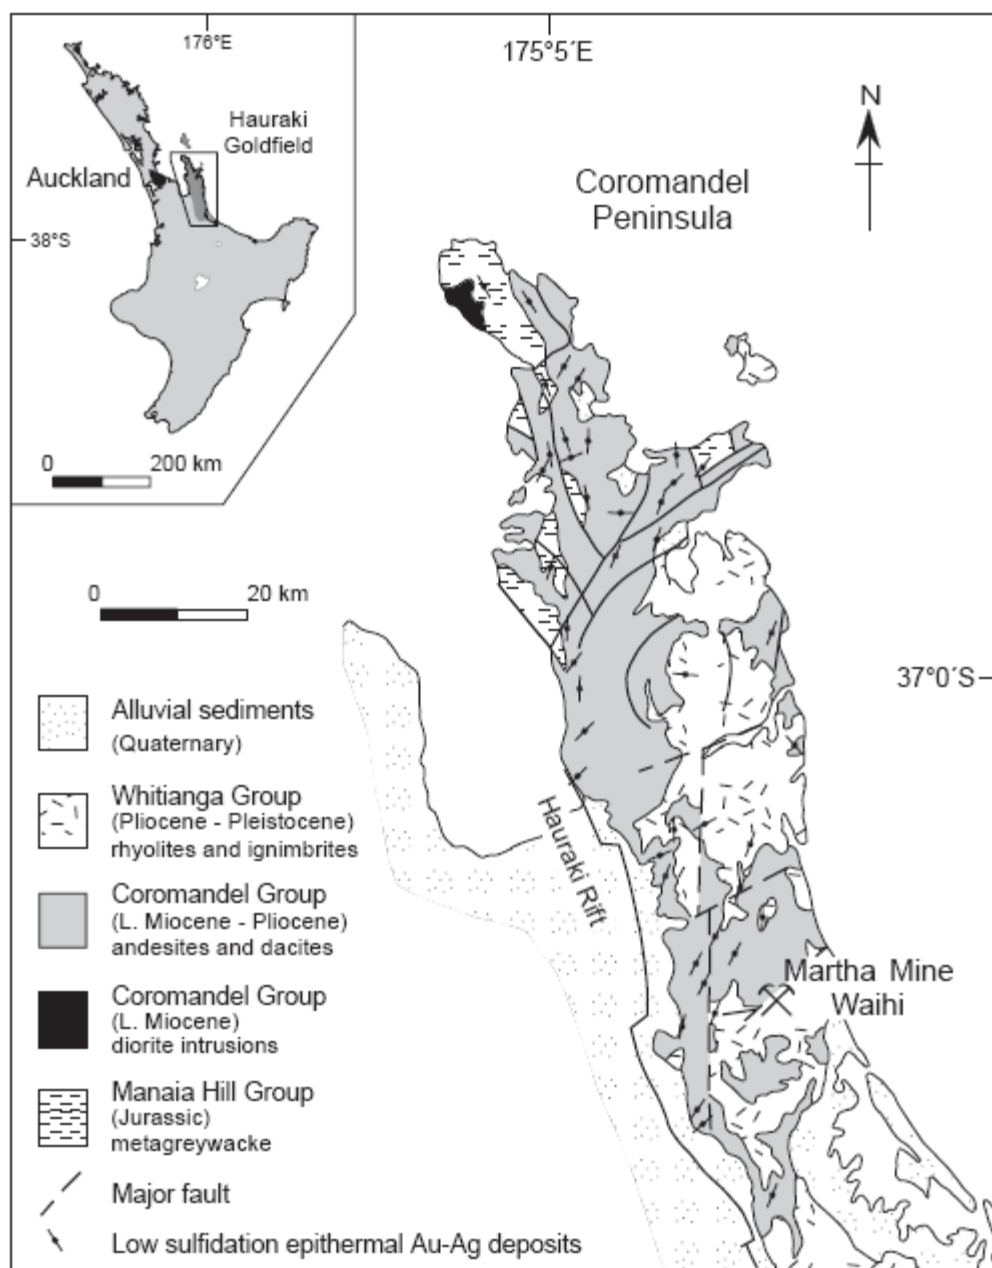 176°E
175°5´E
Hauraki
Goldfield
Auckland
38°S
0 200 km
N
Coromandel
Peninsula
0 20 km
37°0´S
Alluvial sediments
(Quaternary)
Whitianga Group
(Pliocene - Pleistocene)
rhyolites and ignimbrites
Coromandel Group
(L. Miocene - Pliocene)
andesites and dacites
Coromandel Group
(L. Miocene)
diorite intrusions
Manaia Hill Group
(Jurassic)
metagreywacke
Major fault
Low sulfidation epithermal Au-Ag deposits
Hauraki Rift
Martha Mine
Waihi